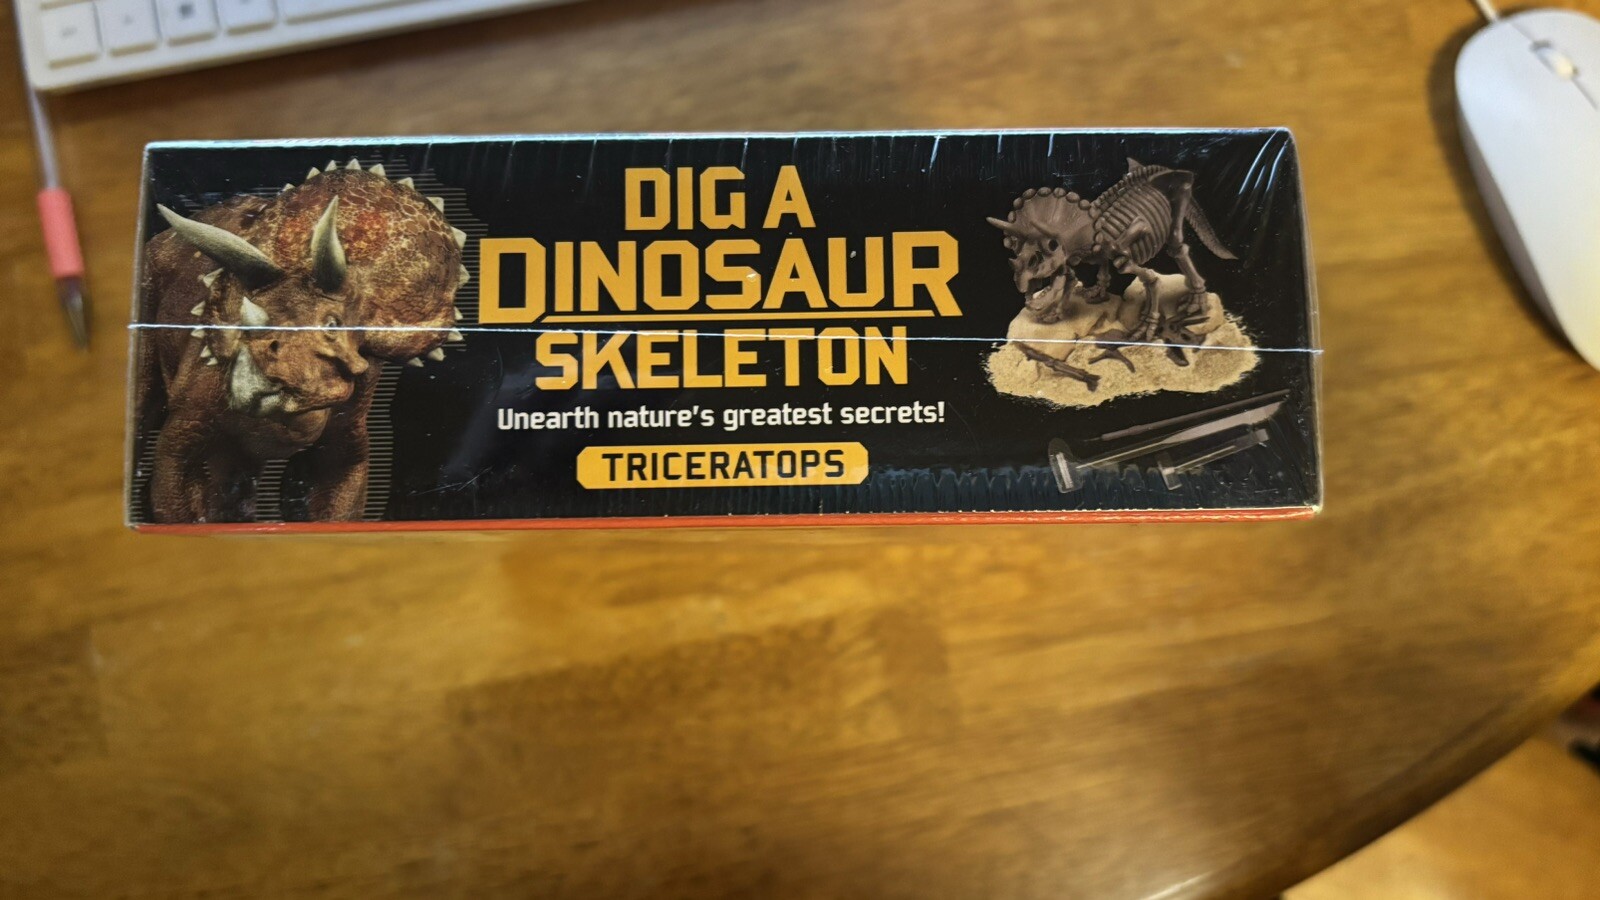 DIG A
DINOSAUR
SKELETON
Unearth nature's greatest secrets!
TRICERATOPS